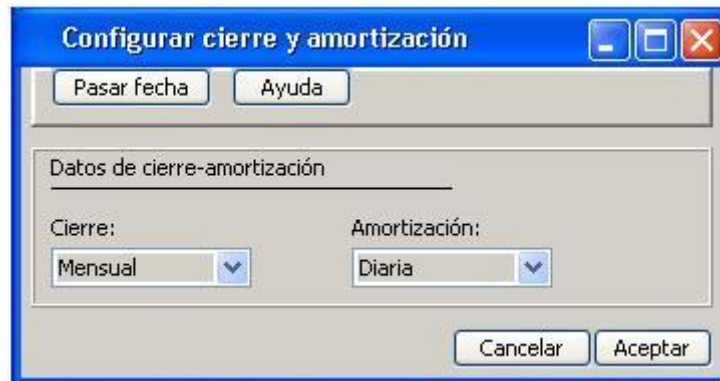 Configurar cierre y amortización
Pasar fecha Ayuda
Datos de cierre-amortización
Cierre: Amortización:
Mensual Diaria
Cancelar Aceptar